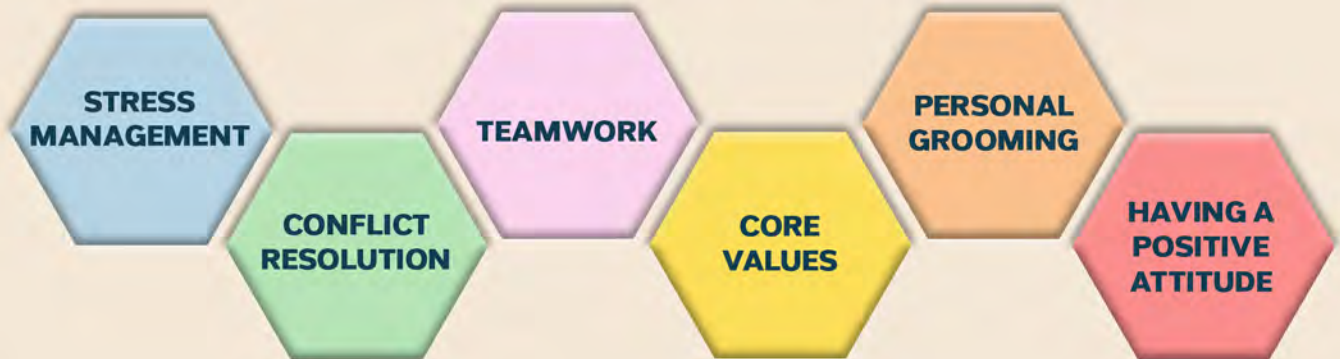 STRESS
MANAGEMENT
CONFLICT
RESOLUTION
TEAMWORK
CORE
VALUES
PERSONAL
GROOMING
HAVING A
POSITIVE
ATTITUDE